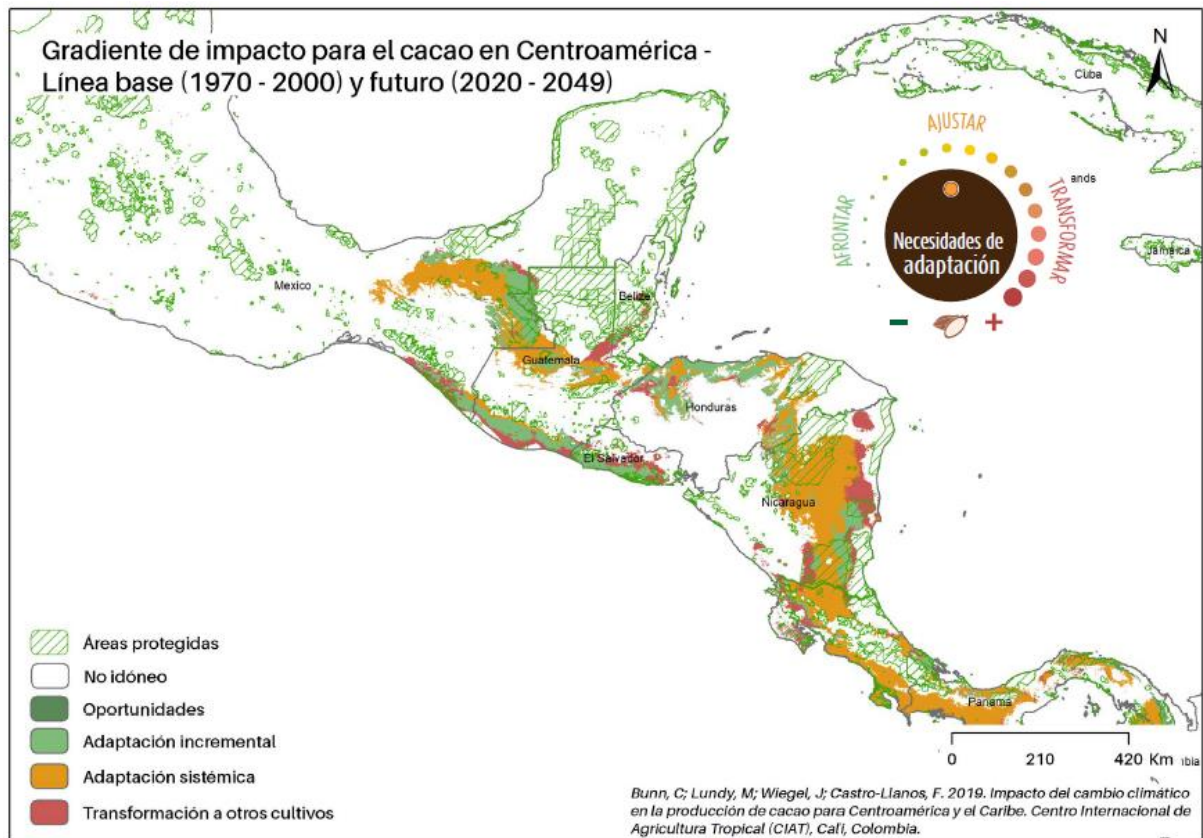 Gradiente de impacto para el cacao en Centroamérica -
Línea base (1970 - 2000) y futuro (2020 - 2049)
N
Cuba
AJUSTAR
ands
AFRONTAR
TRANSFORMAR
Necesidades de
adaptación
Jamaica
- +
Mexico
Belize
Guatemala
Honduras
El Salvador
Nicaragua
Panama
Áreas protegidas
No idóneo
Oportunidades
Adaptación incremental
Adaptación sistémica
Transformación a otros cultivos
0 210 420 Km
ıbia
Bunn, C; Lundy, M; Wiegel, J; Castro-Llanos, F. 2019. Impacto del cambio climático
en la producción de cacao para Centroamérica y el Caribe. Centro Internacional de
Agricultura Tropical (CIAT), Cali, Colombia.